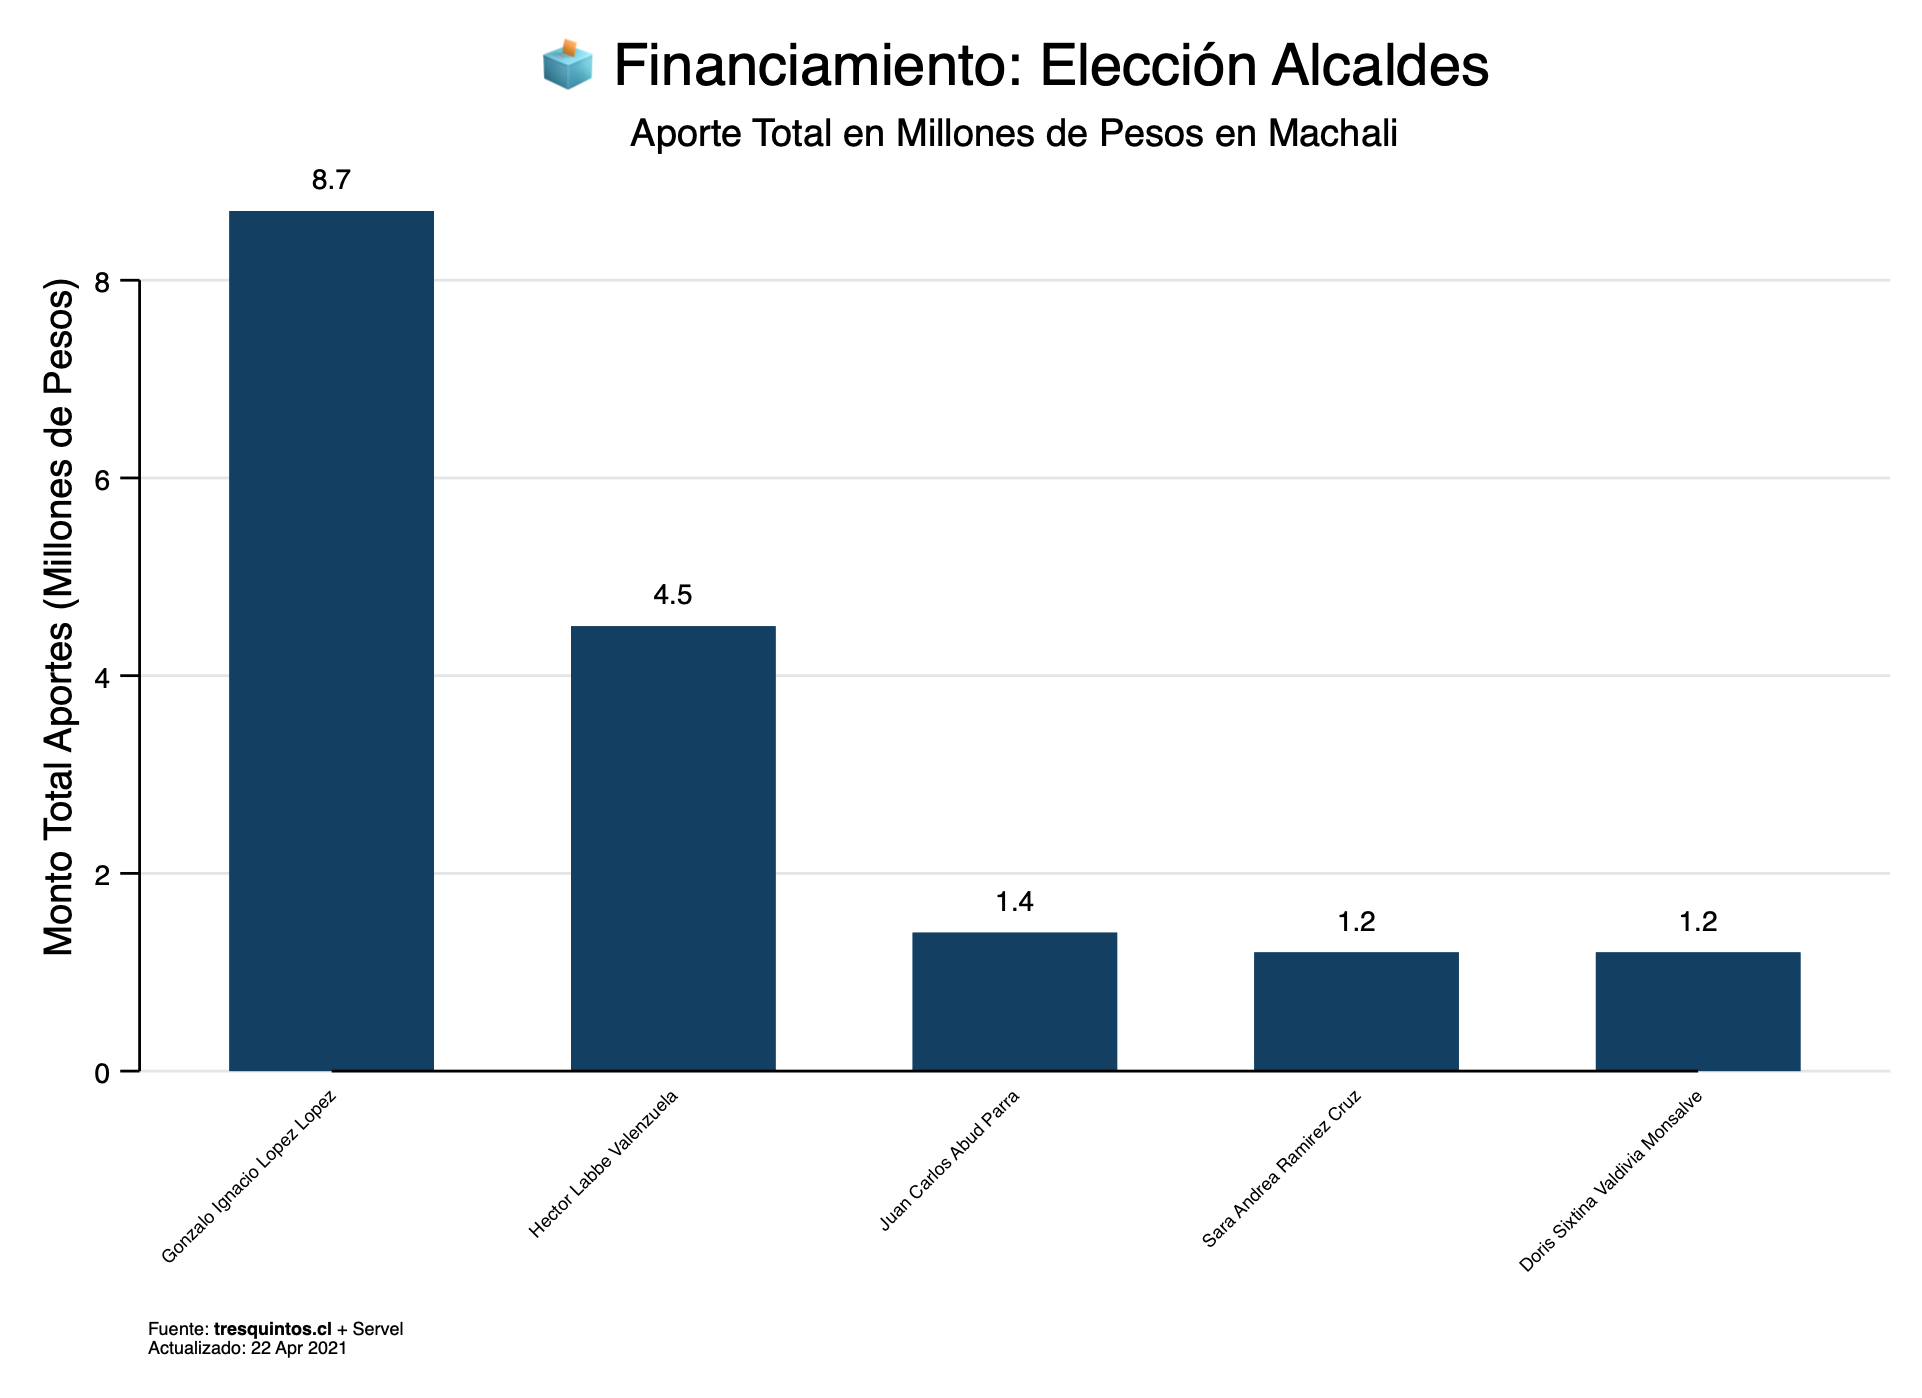 Financiamiento: Elección Alcaldes
Aporte Total en Millones de Pesos en Machali
Monto Total Aportes (Millones de Pesos)
8
6
4
2
0
8.7
4.5
1.4
1.2
1.2
Gonzalo Ignacio Lopez Lopez
Hector Labbe Valenzuela
Juan Carlos Abud Parra
Sara Andrea Ramirez Cruz
Doris Sixtina Valdivia Monsalve
Fuente: tresquintos.cl + Servel
Actualizado: 22 Apr 2021